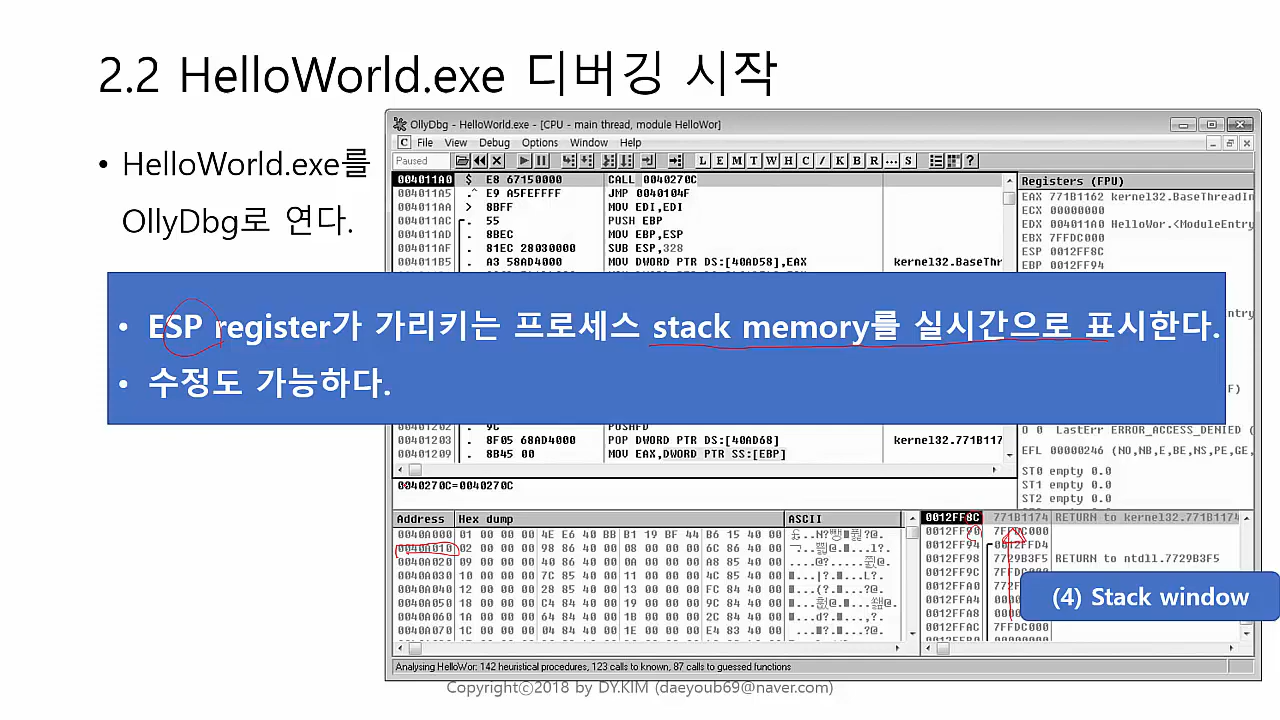 2.2 HelloWorld.exe 디버깅 시작
• HelloWorld.exe를
OllyDbg로 연다.
OllyDbg - HelloWorld.exe - [CPU - main thread, module HelloWor]
C File View Debug Options Window Help
Paused L E M T W H C / K B R ... S ?
004011A0 $ E8 67150000 CALL 0040270C
004011A5 .^ E9 A5FEFFFF JMP 0040104F
004011AA > 8BFF MOV EDI,EDI
004011AC . 55 PUSH EBP
004011AD . 8BEC MOV EBP,ESP
004011AF . 81EC 28030000 SUB ESP,328
004011B5 . A3 58AD4000 MOV DWORD PTR DS:[40AD58],EAX kernel32.BaseThr
Registers (FPU)
EAX 771B1162 kernel32.BaseThreadIn
ECX 00000000
EDX 004011A0 HelloWor.<ModuleEntry
EBX 7FFDC000
ESP 0012FF8C
EBP 0012FF94
• ESP register가 가리키는 프로세스 stack memory를 실시간으로 표시한다.
• 수정도 가능하다.
00401202 . 9C PUSHFD
00401203 . 8F05 68AD4000 POP DWORD PTR DS:[40AD68] kernel32.771B117
00401209 . 8B45 00 MOV EAX,DWORD PTR SS:[EBP]
O 0 LastErr ERROR_ACCESS_DENIED (
EFL 00000246 (NO,NB,E,BE,NS,PE,GE,
ST0 empty 0.0
ST1 empty 0.0
ST2 empty 0.0
0040270C=0040270C
Address Hex dump ASCII
0040A000 01 00 00 00 4E E6 40 BB B1 19 BF 44 B6 15 40 00
0040A010 02 00 00 00 98 86 40 00 08 00 00 00 6C 86 40 00
0040A020 09 00 00 00 40 86 40 00 0A 00 00 00 A8 85 40 00
0040A030 10 00 00 00 7C 85 40 00 11 00 00 00 4C 85 40 00
0040A040 12 00 00 00 28 85 40 00 13 00 00 00 FC 84 40 00
0040A050 18 00 00 00 C4 84 40 00 19 00 00 00 9C 84 40 00
0040A060 1A 00 00 00 64 84 40 00 1B 00 00 00 2C 84 40 00
0040A070 1C 00 00 00 04 84 40 00 1E 00 00 00 E4 83 40 00
0012FF8C 771B1174 RETURN to kernel32.771B1174
0012FF90 7FFDC000
0012FF94 0012FFD4
0012FF98 7729B3F5 RETURN to ntdll.7729B3F5
0012FF9C
0012FFA0
0012FFA4
0012FFA8
0012FFAC 7FFDC000
(4) Stack window
Analysing HelloWor: 142 heuristical procedures, 123 calls to known, 87 calls to guessed functions
Copyrightⓒ2018 by DY.KIM (daeyoub69@naver.com)